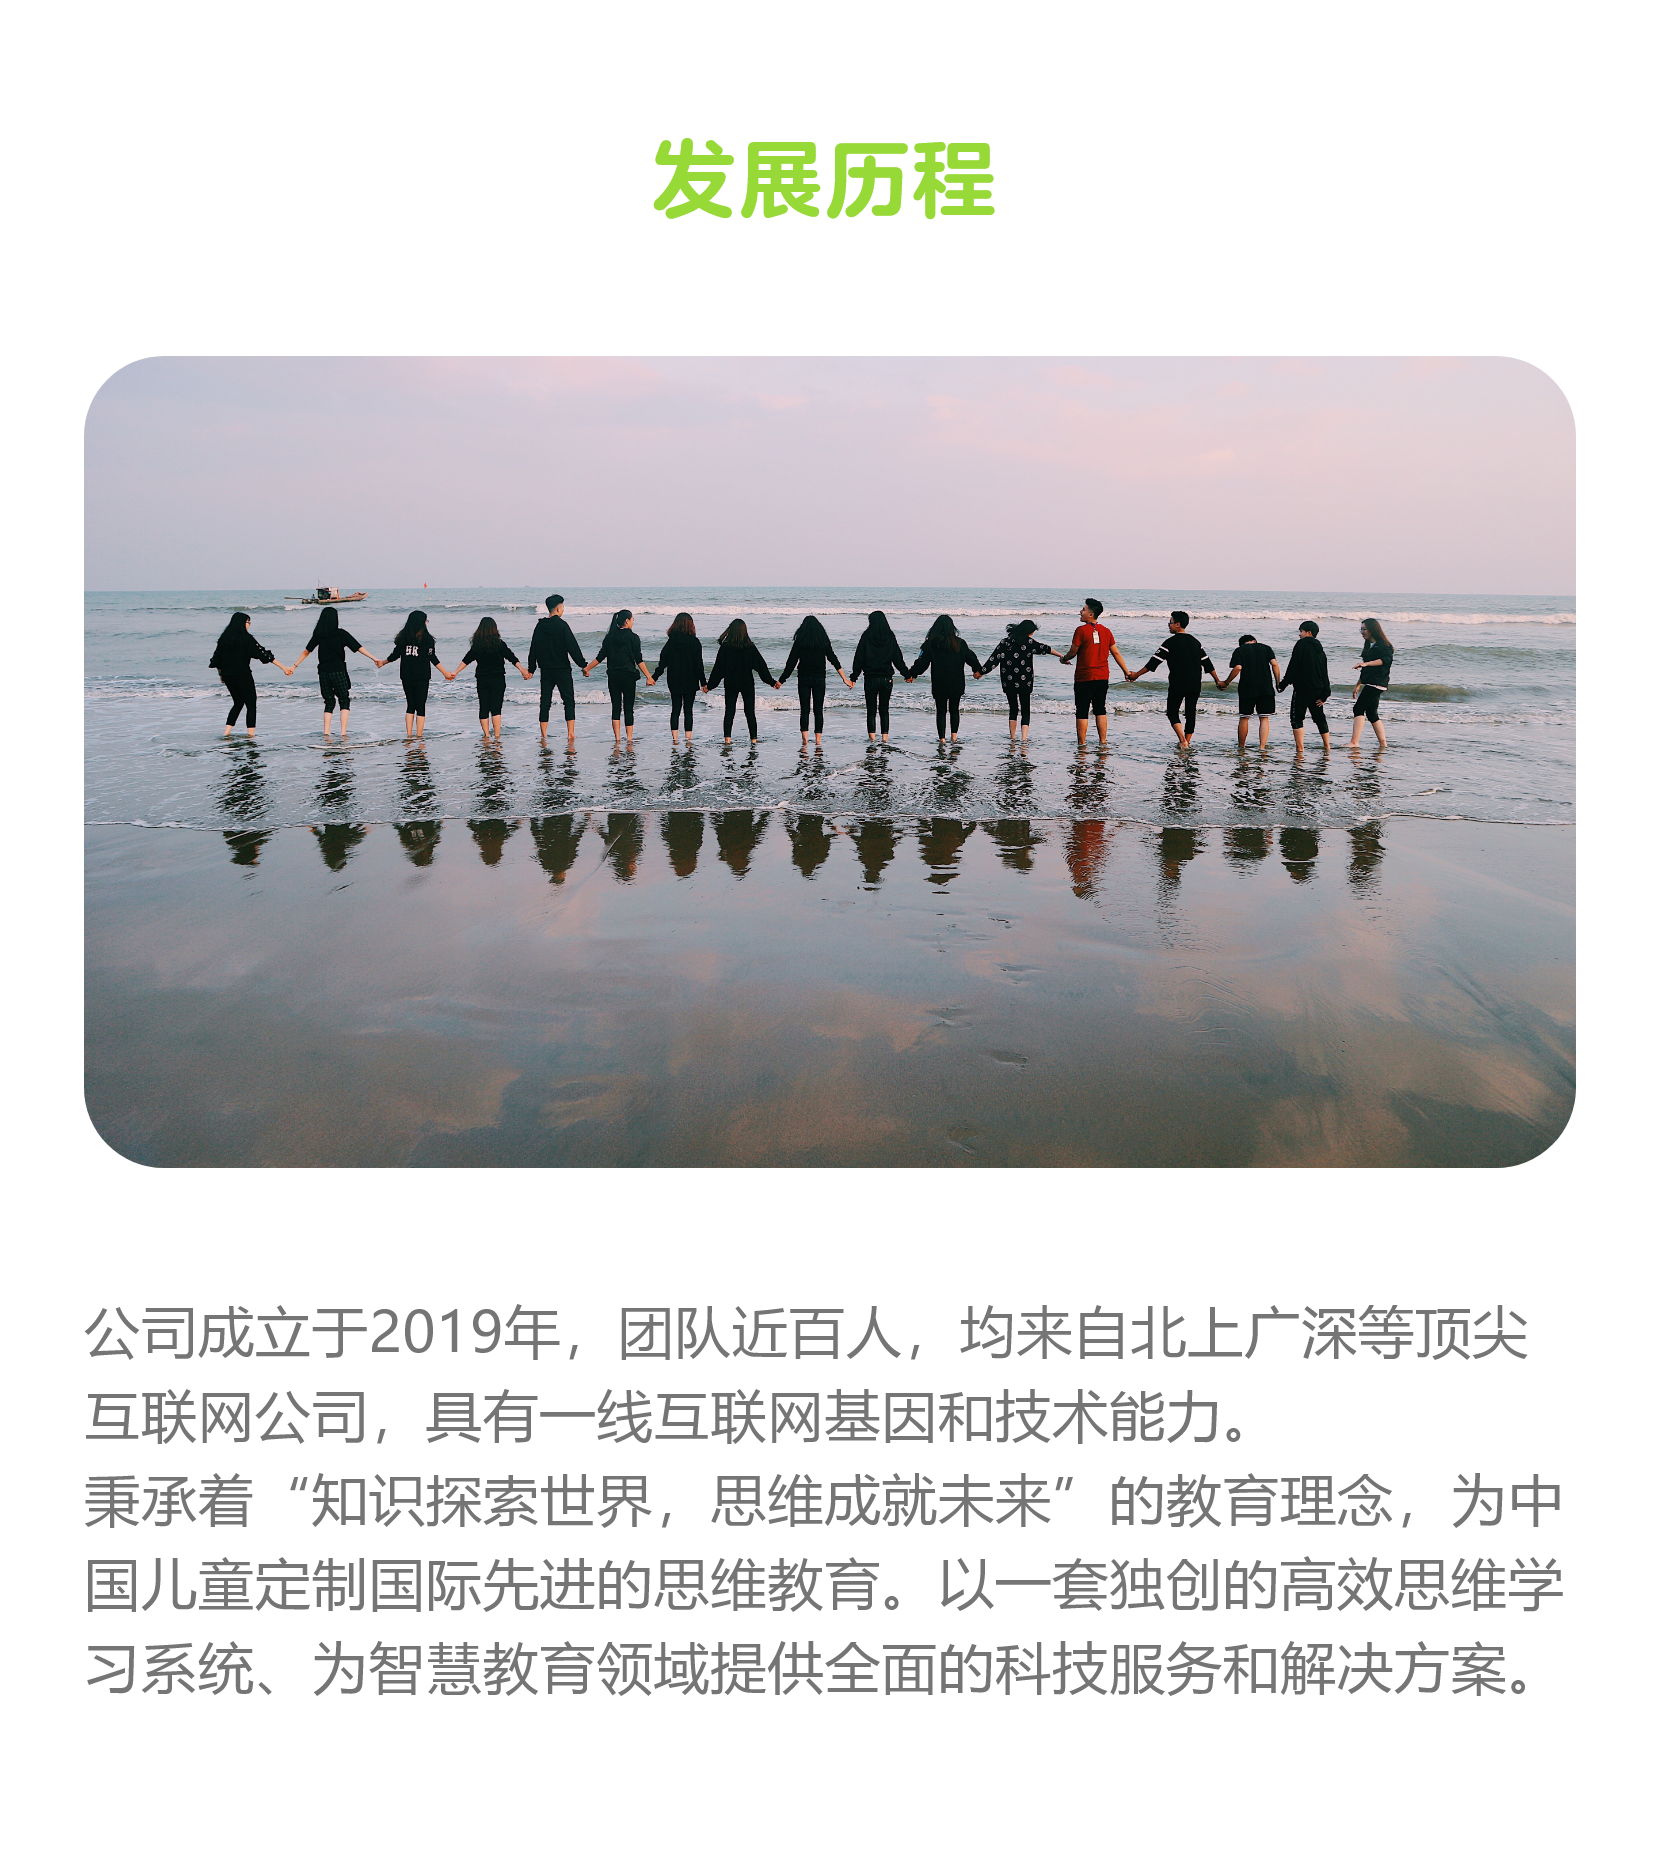 发展历程
公司成立于2019年，团队近百人，均来自北上广深等顶尖
互联网公司，具有一线互联网基因和技术能力。
秉承着“知识探索世界，思维成就未来”的教育理念，为中
国儿童定制国际先进的思维教育。以一套独创的高效思维学
习系统、为智慧教育领域提供全面的科技服务和解决方案。